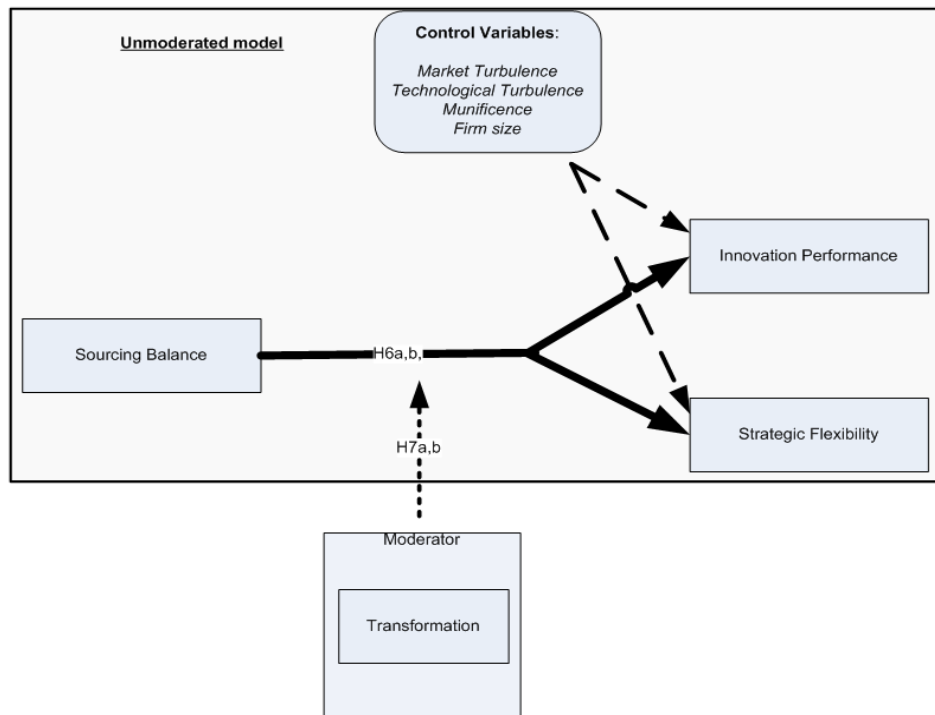 Unmoderated model
Control Variables:
Market Turbulence
Technological Turbulence
Munificence
Firm size
Innovation Performance
Sourcing Balance
H6a,b,
Strategic Flexibility
H7a,b
Moderator
Transformation